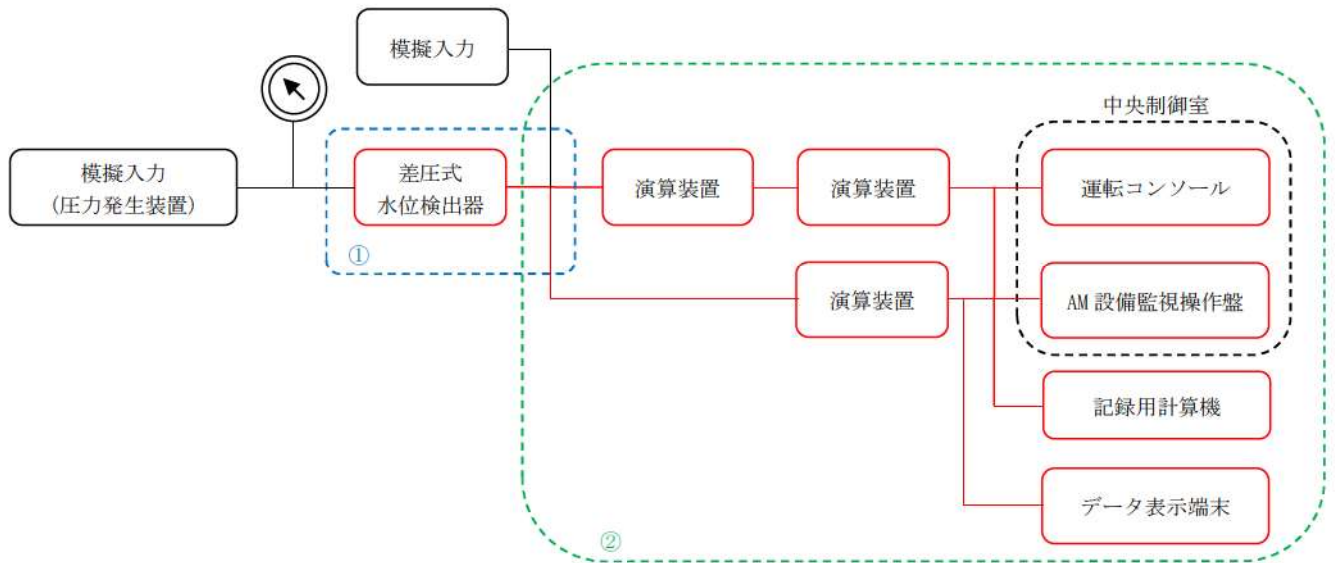 模擬入力
中央制御室
模擬入力
(圧力発生装置)
差圧式
水位検出器
演算装置
演算装置
運転コンソール
①
演算装置
AM 設備監視操作盤
記録用計算機
データ表示端末
②